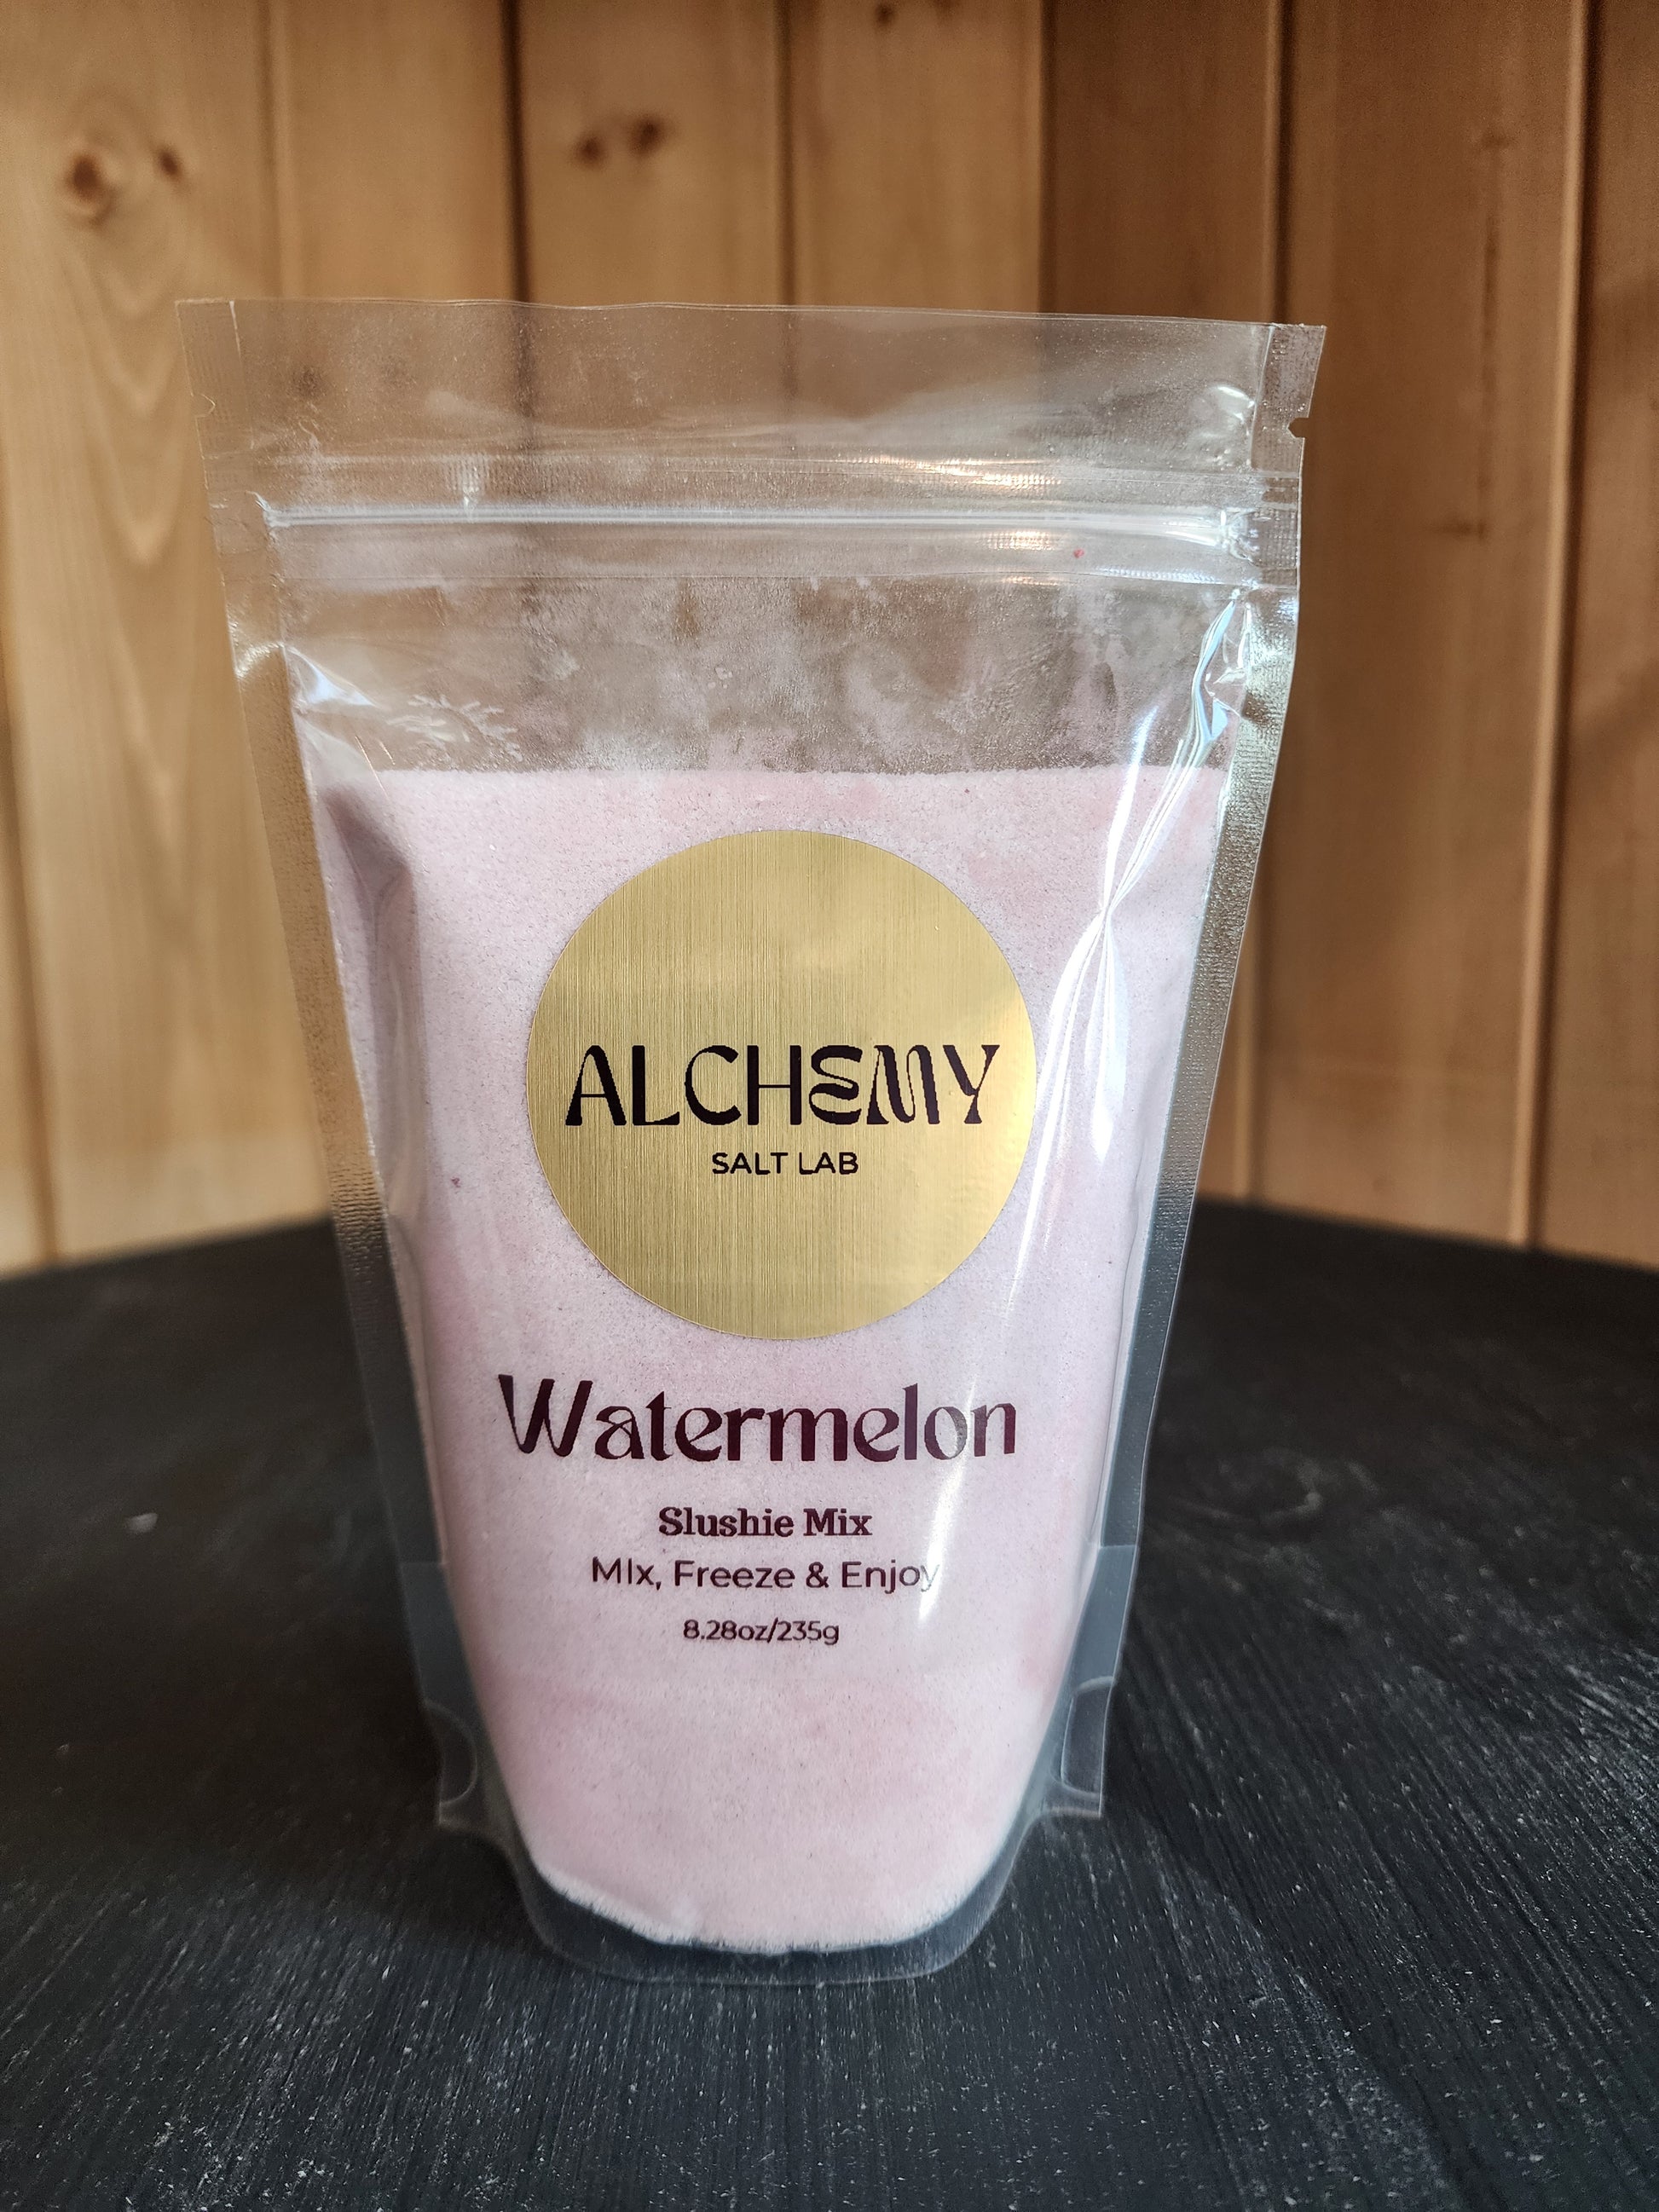 ALCHEMY
SALT LAB
Watermelon
Slushie Mix
MIx, Freeze & Enjoy
8.28oz/235g